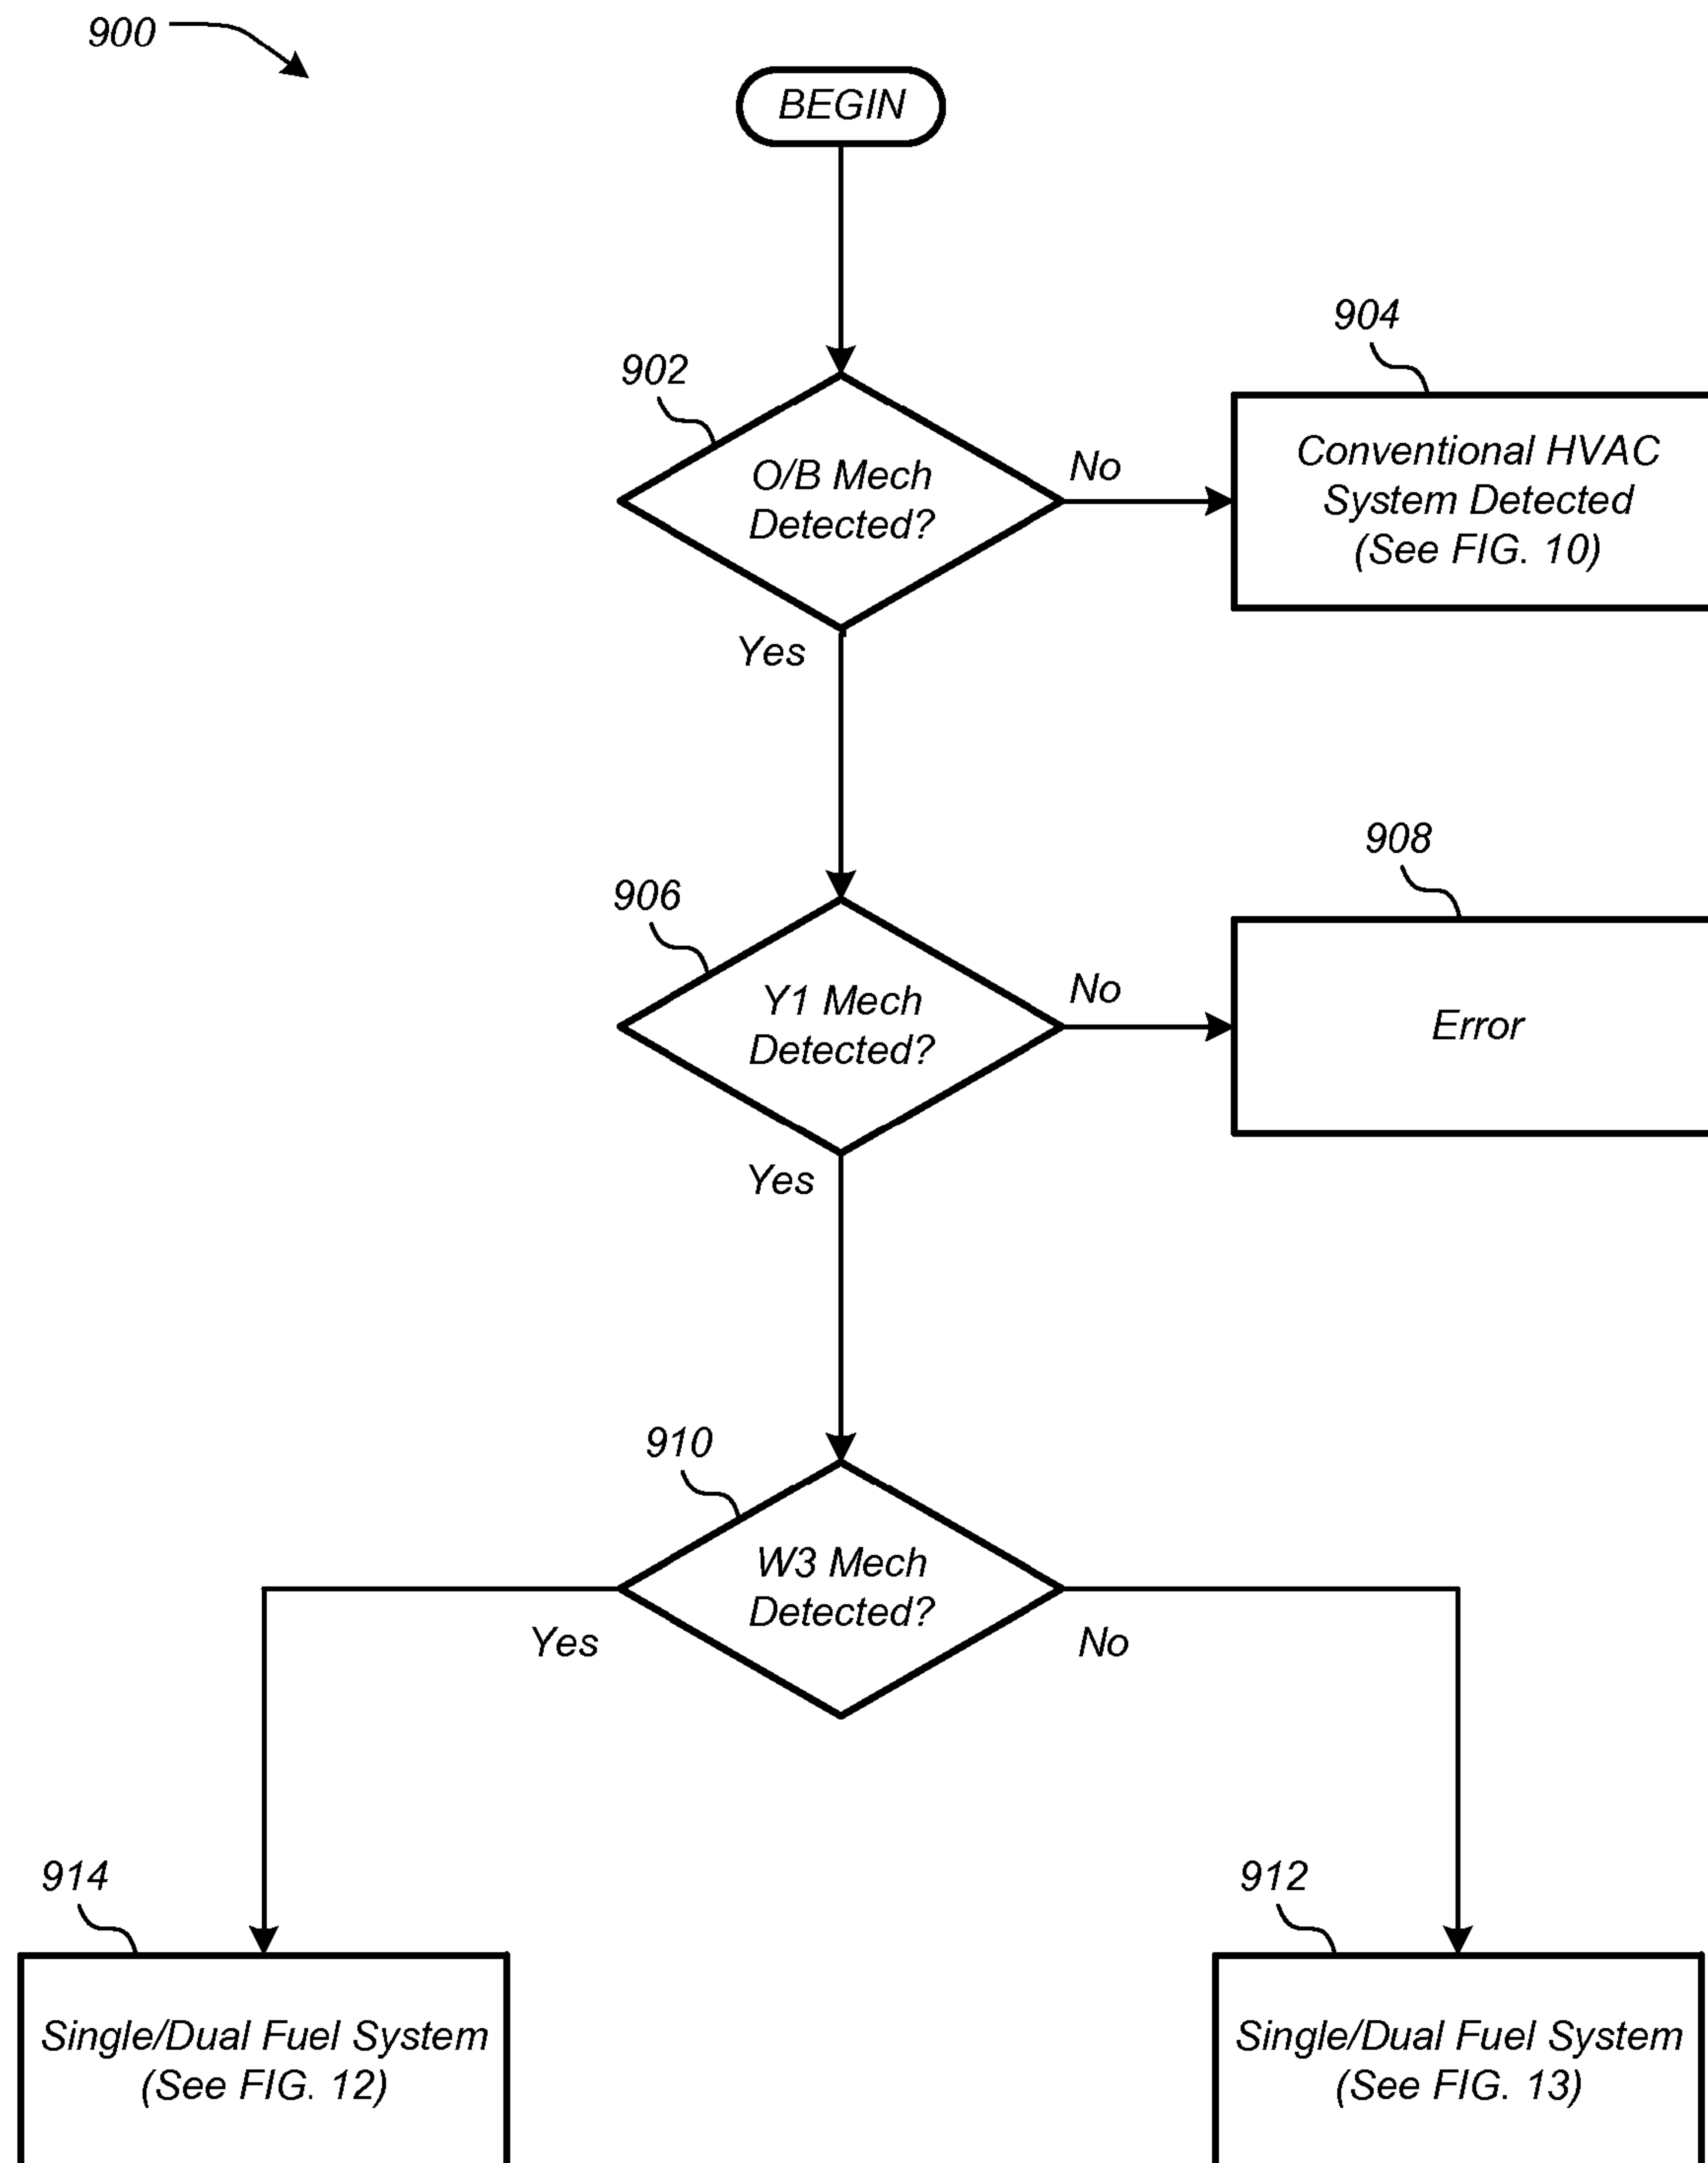 900
BEGIN
902
O/B Mech
Detected?
No
904
Conventional HVAC
System Detected
(See FIG. 10)
Yes
906
Y1 Mech
Detected?
No
908
Error
Yes
910
W3 Mech
Detected?
Yes
No
914
Single/Dual Fuel System
(See FIG. 12)
912
Single/Dual Fuel System
(See FIG. 13)